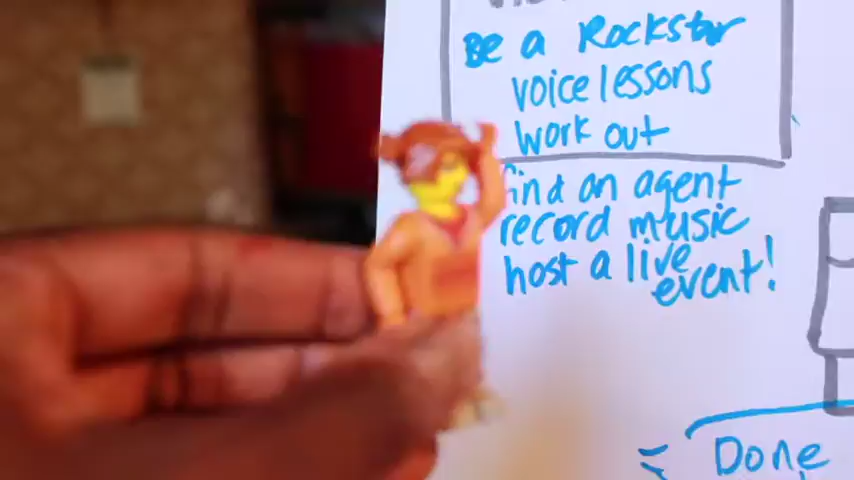 Be a Rockstar
voice lessons
work out
find an agent
record music
host a live
event!
Done